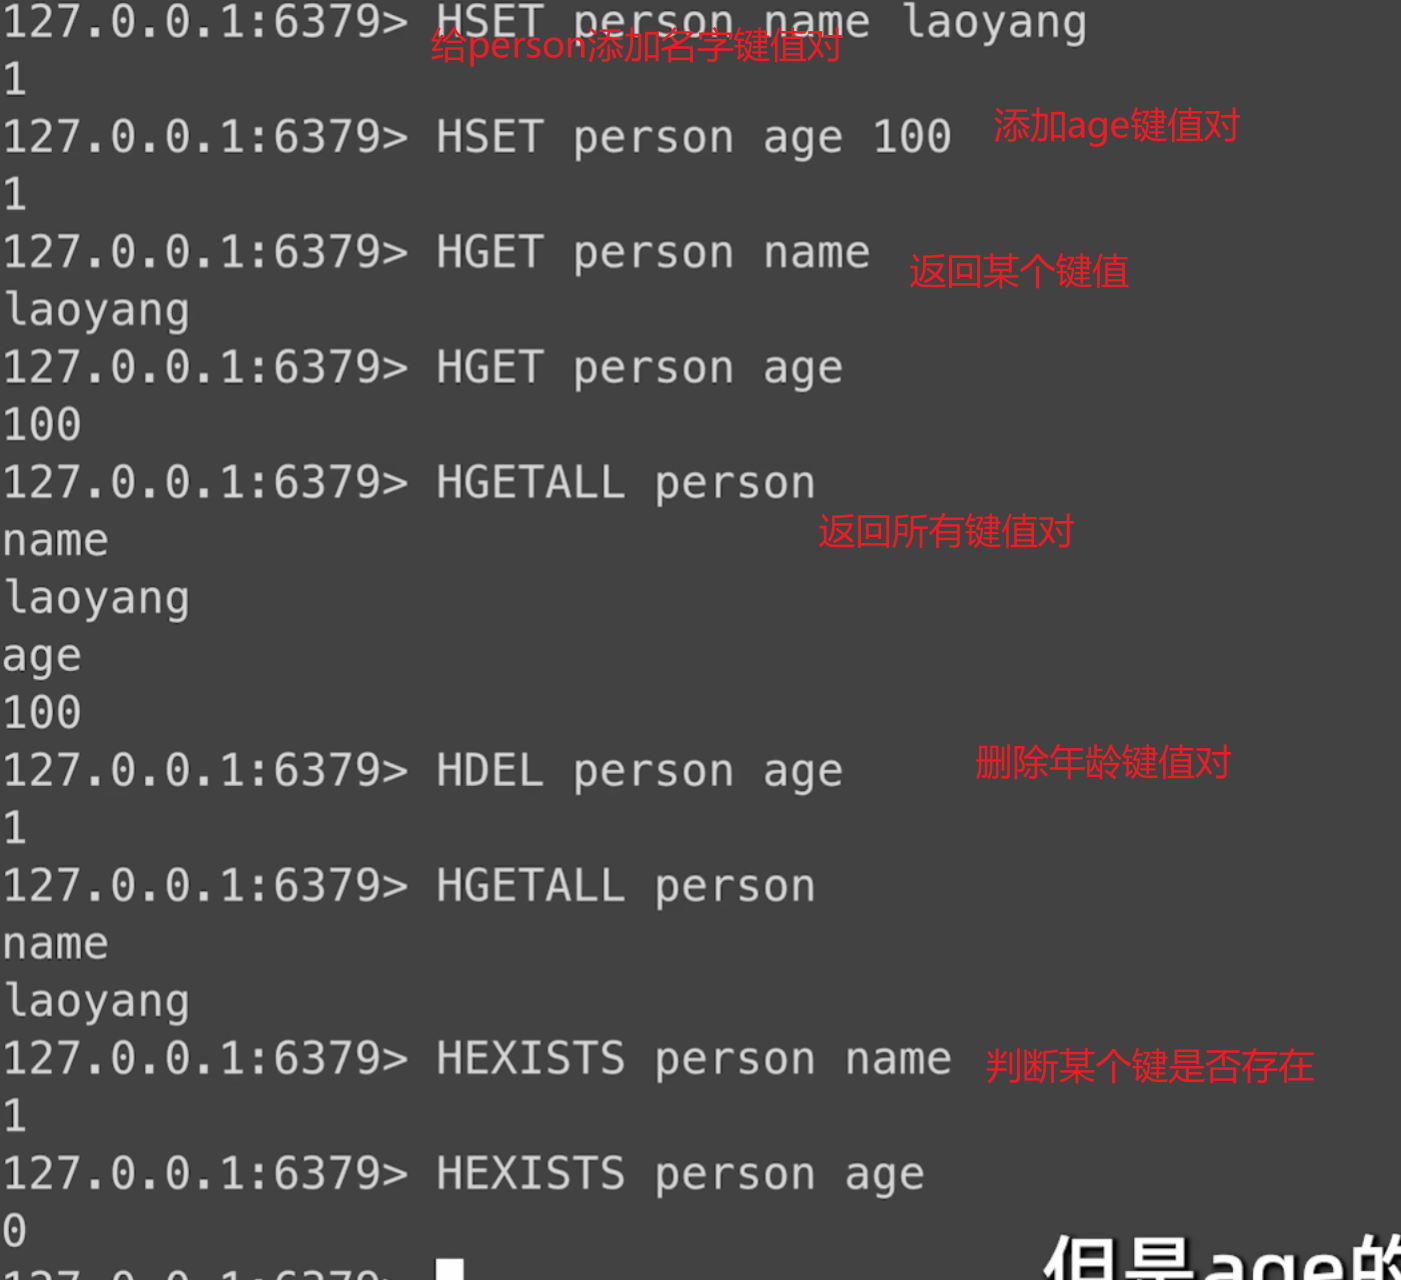 127.0.0.1:6379> HSET person name laoyang
给person添加名字键值对
1
127.0.0.1:6379> HSET person age 100
添加age键值对
1
127.0.0.1:6379> HGET person name
返回某个键值
laoyang
127.0.0.1:6379> HGET person age
100
127.0.0.1:6379> HGETALL person
返回所有键值对
name
laoyang
age
100
127.0.0.1:6379> HDEL person age
删除年龄键值对
1
127.0.0.1:6379> HGETALL person
name
laoyang
127.0.0.1:6379> HEXISTS person name
判断某个键是否存在
1
127.0.0.1:6379> HEXISTS person age
0
127.0.0.1:6379>
但是age的